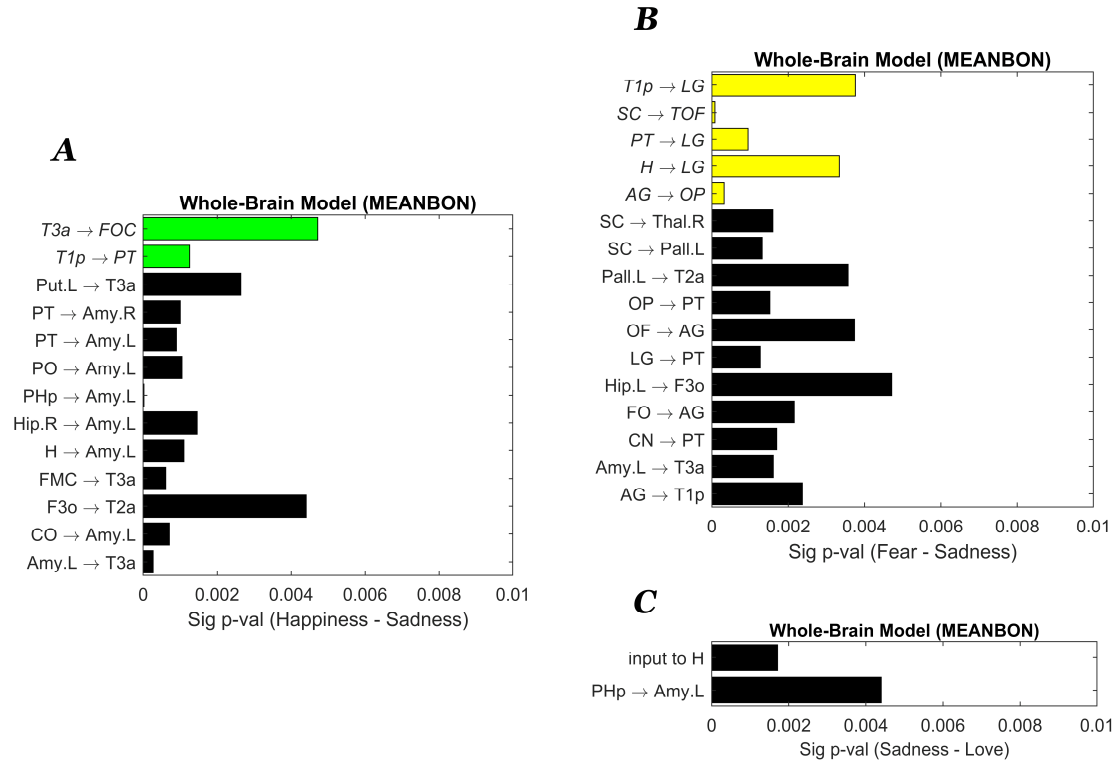 A
Whole-Brain Model (MEANBON)
T3a → FOC
T1p → PT
Put.L → T3a
PT → Amy.R
PT → Amy.L
PO → Amy.L
PHp → Amy.L
Hip.R → Amy.L
H → Amy.L
FMC → T3a
F3o → T2a
CO → Amy.L
Amy.L → T3a
0 0.002 0.004 0.006 0.008 0.01
Sig p-val (Happiness - Sadness)
B
Whole-Brain Model (MEANBON)
T1p → LG
SC → TOF
PT → LG
H → LG
AG → OP
SC → Thal.R
SC → Pall.L
Pall.L → T2a
OP → PT
OF → AG
LG → PT
Hip.L → F3o
FO → AG
CN → PT
Amy.L → T3a
AG → T1p
0 0.002 0.004 0.006 0.008 0.01
Sig p-val (Fear - Sadness)
C
Whole-Brain Model (MEANBON)
input to H
PHp → Amy.L
0 0.002 0.004 0.006 0.008 0.01
Sig p-val (Sadness - Love)